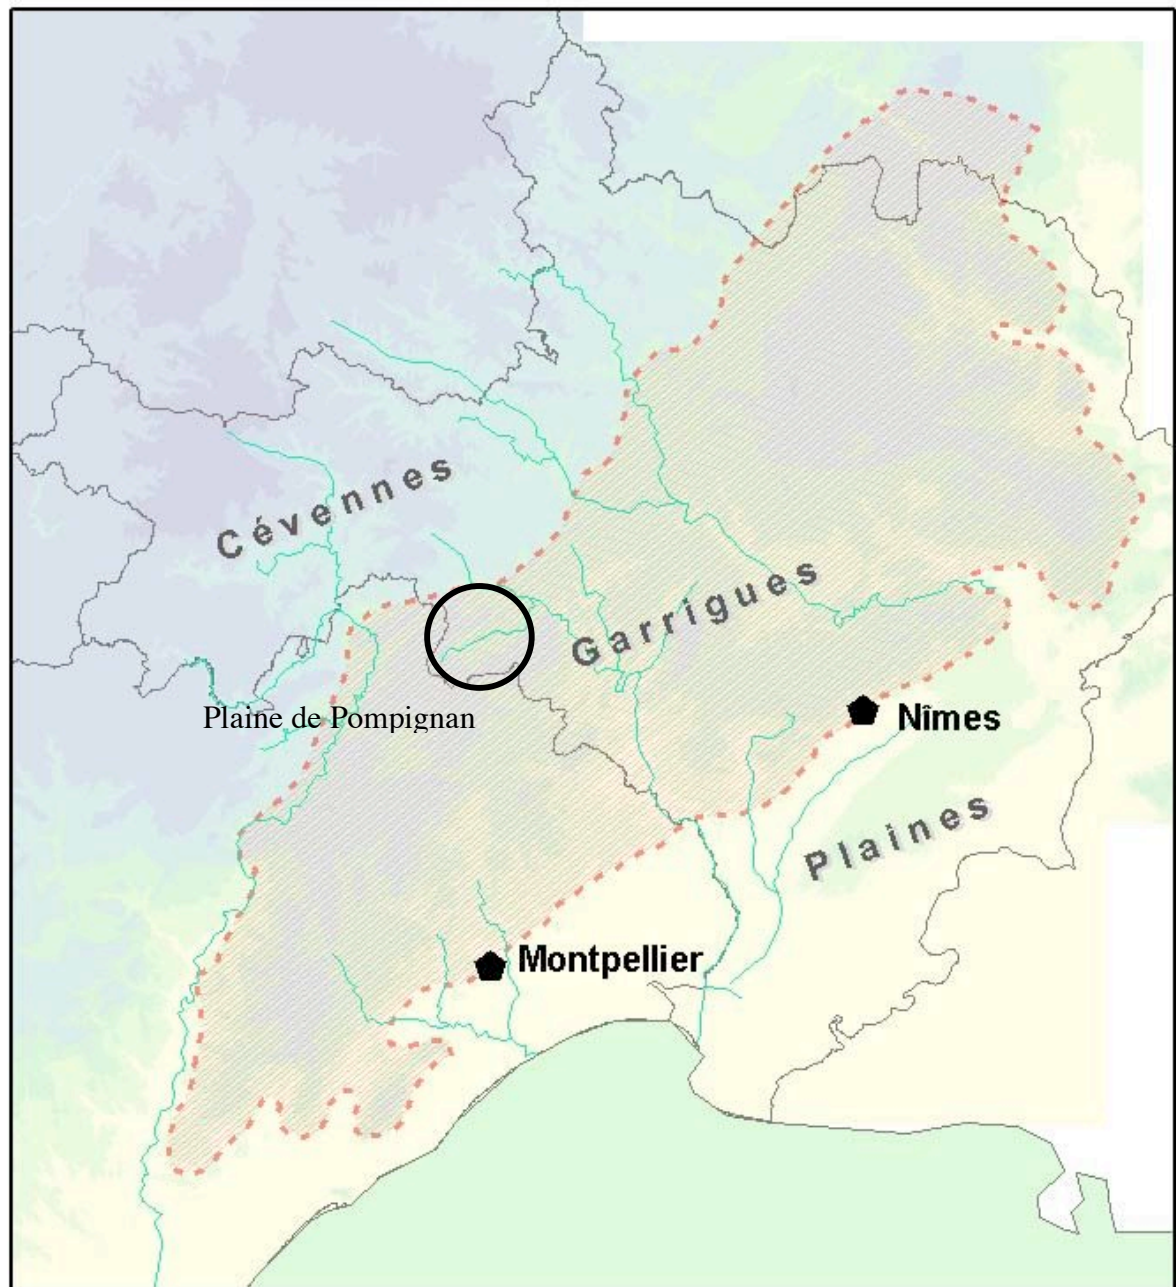 Cévennes
Garrigues
Plaine de Pompignan
Nîmes
Plaines
Montpellier